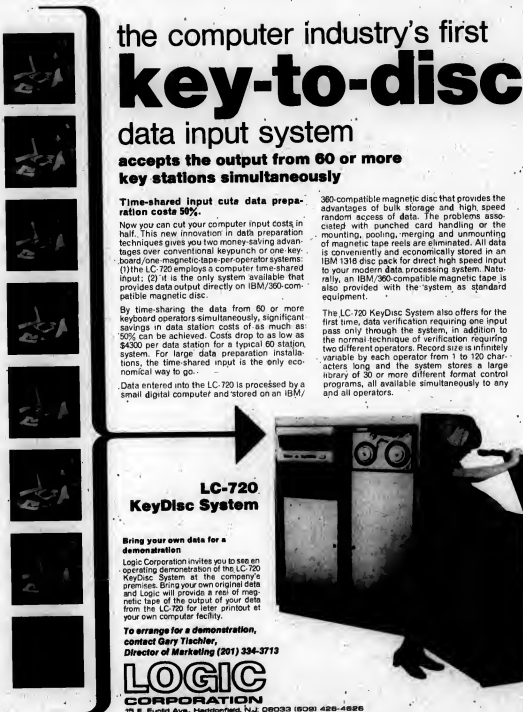 the computer industry's first
key-to-disc
data input system
accepts the output from 60 or more
key stations simultaneously
Time-shared input cuts data prepa-
ration costs 50%.
Now you can cut your computer input costs in
half. This new innovation in data preparation
techniques gives you two money-saving advan-
tages over conventional keypunch or one-key-
board/one-magnetic-tape-per-operator systems:
(1) the LC-720 employs a computer time-shared
input; (2) it is the only system available that
provides data output directly on IBM/360-com-
patible magnetic disc.
By time-sharing the data from 60 or more
keyboard operators simultaneously, significant
savings in data station costs of as much as
50% can be achieved. Costs drop to as low as
$4300 per data station for a typical 60 station
system. For large data preparation installa-
tions, the time-shared input is the only eco-
nomical way to go.
Data entered into the LC-720 is processed by a
small digital computer and stored on an IBM/
360-compatible magnetic disc that provides the
advantages of bulk storage and high speed
random access of data. The problems asso-
ciated with punched card handling or the
mounting, pooling, merging and unmounting
of magnetic tape reels are eliminated. All data
is conveniently and economically stored in an
IBM 1316 disc pack for direct high speed input
to your modern data processing system. Natu-
rally, an IBM/360-compatible magnetic tape is
also provided with the system as standard
equipment.
The LC-720 KeyDisc System also offers for the
first time, data verification requiring one input
pass only through the system, in addition to
the normal technique of verification requiring
two different operators. Record size is infinitely
variable by each operator from 1 to 120 char-
acters long and the system stores a large
library of 30 or more different format control
programs, all available simultaneously to any
and all operators.
LC-720
KeyDisc System
Bring your own data for a
demonstration
Logic Corporation invites you to see an
operating demonstration of the LC-720
KeyDisc System at the company's
premises. Bring your own original data
and Logic will provide a reel of mag-
netic tape of the output of your data
from the LC-720 for later printout at
your own computer facility.
To arrange for a demonstration,
contact Gary Tischler,
Director of Marketing (201) 334-3713
LOGIC
CORPORATION
E. Euclid Ave., Haddonfield, N.J. 08033 (609) 428-4626